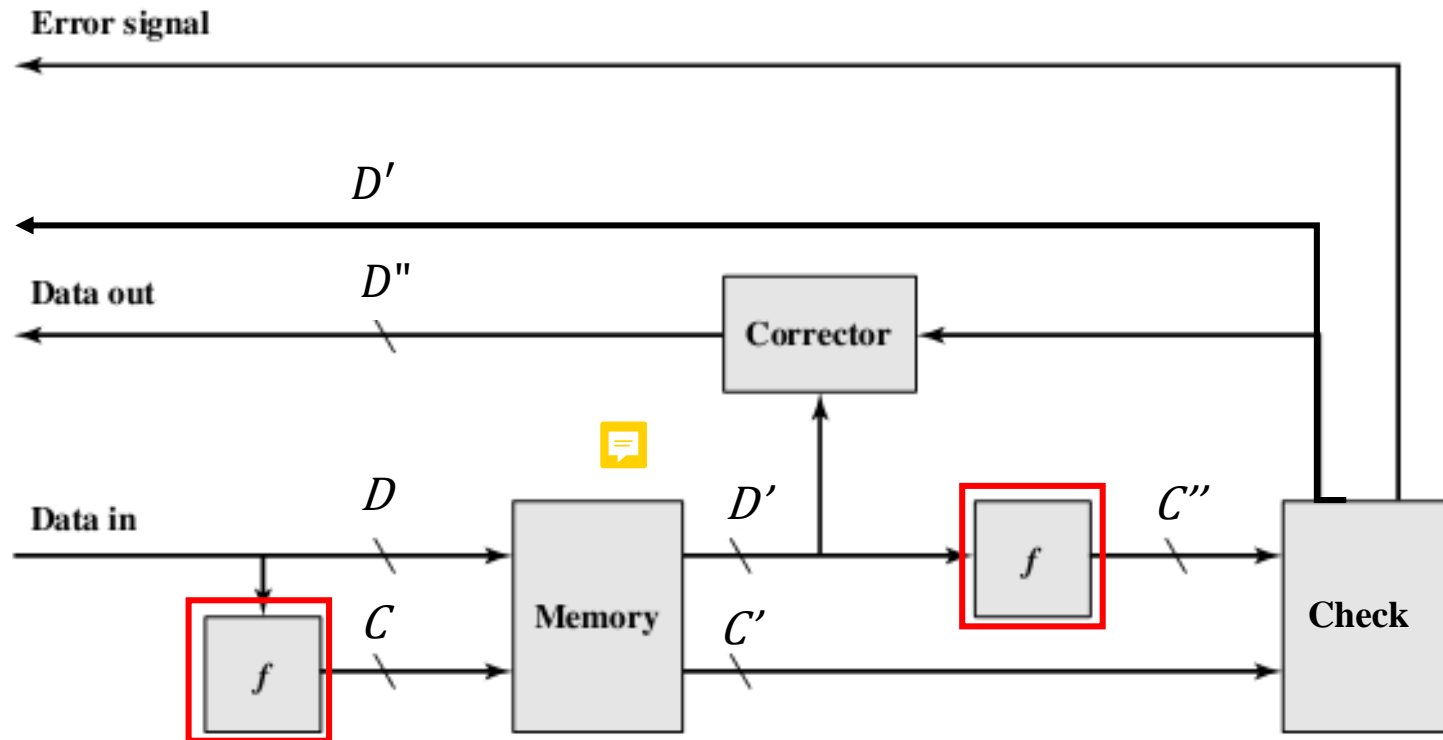 Error signal
D′
Data out
D"
Corrector
Data in
D
D’
C’’
f
Memory
Check
C
C’
f